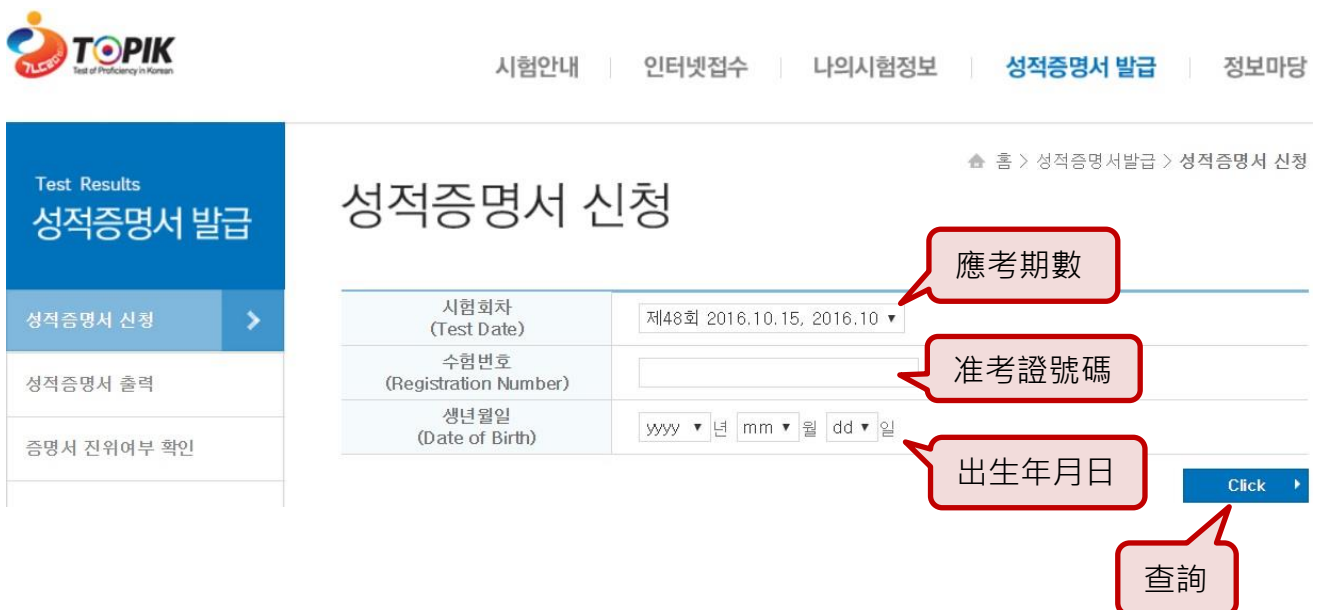 TOPIK
Test of Proficiency in Korean
시험안내
인터넷접수
나의시험정보
성적증명서 발급
정보마당
Test Results
성적증명서 발급
성적증명서 신청
성적증명서 출력
증명서 진위여부 확인
홈 > 성적증명서발급 > 성적증명서 신청
성적증명서 신청
應考期數
시험회차
(Test Date)
제48회 2016.10.15, 2016.10
수험번호
(Registration Number)
准考證號碼
생년월일
(Date of Birth)
yyyy 년 mm 월 dd 일
出生年月日
Click
查詢